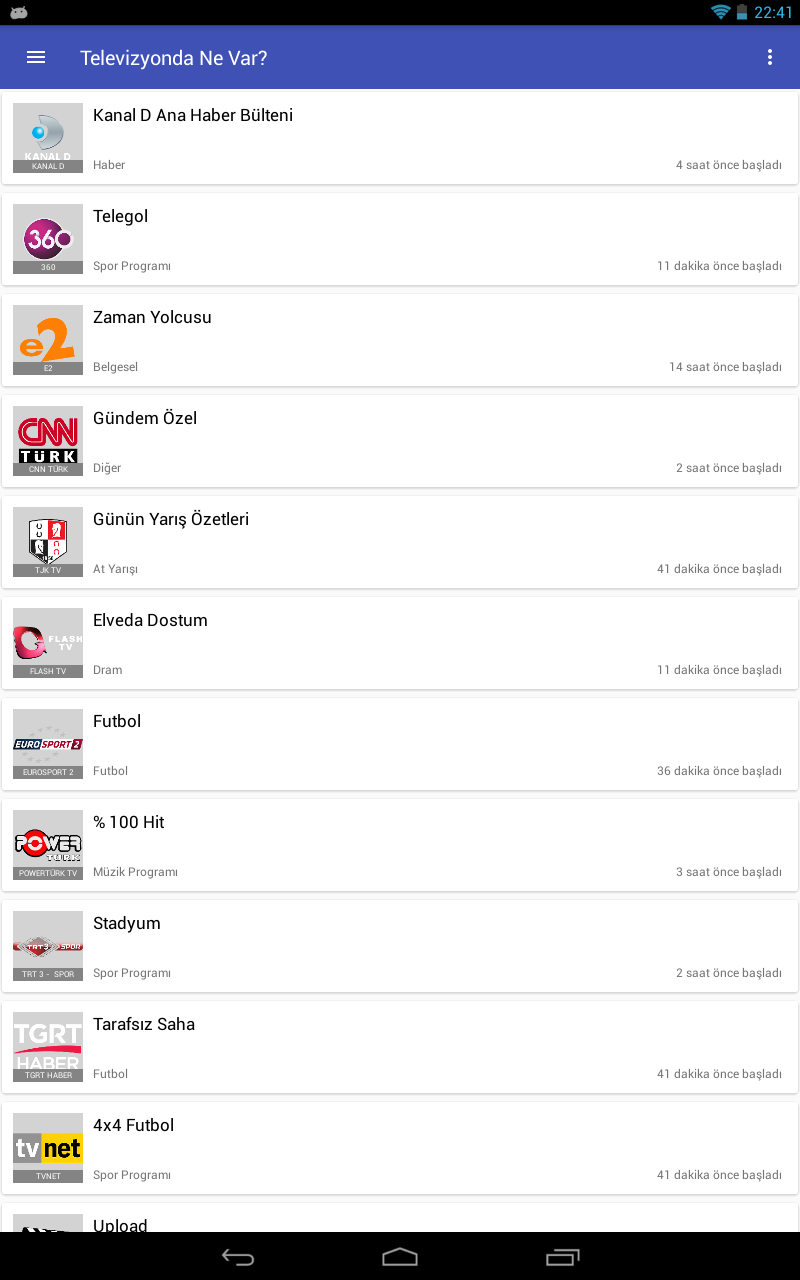 22:41
Televizyonda Ne Var?
Kanal D Ana Haber Bülteni
KANAL D
KANAL D
Haber
4 saat önce başladı
Telegol
360
360
Spor Programı
11 dakika önce başladı
Zaman Yolcusu
e2
E2
Belgesel
14 saat önce başladı
Gündem Özel
CNN
TÜRK
CNN TÜRK
Diğer
2 saat önce başladı
Günün Yarış Özetleri
TJK TV
At Yarışı
41 dakika önce başladı
Elveda Dostum
FLASH
TV
FLASH TV
Dram
11 dakika önce başladı
Futbol
EUROSPORT 2
EUROSPORT 2
Futbol
36 dakika önce başladı
% 100 Hit
POWER
TÜRK
POWERTÜRK TV
Müzik Programı
3 saat önce başladı
Stadyum
TRT 3 SPOR
TRT 3 - SPOR
Spor Programı
2 saat önce başladı
Tarafsız Saha
TGRT
HABER
TGRT HABER
Futbol
41 dakika önce başladı
4x4 Futbol
tvnet
TVNET
Spor Programı
41 dakika önce başladı
Upload